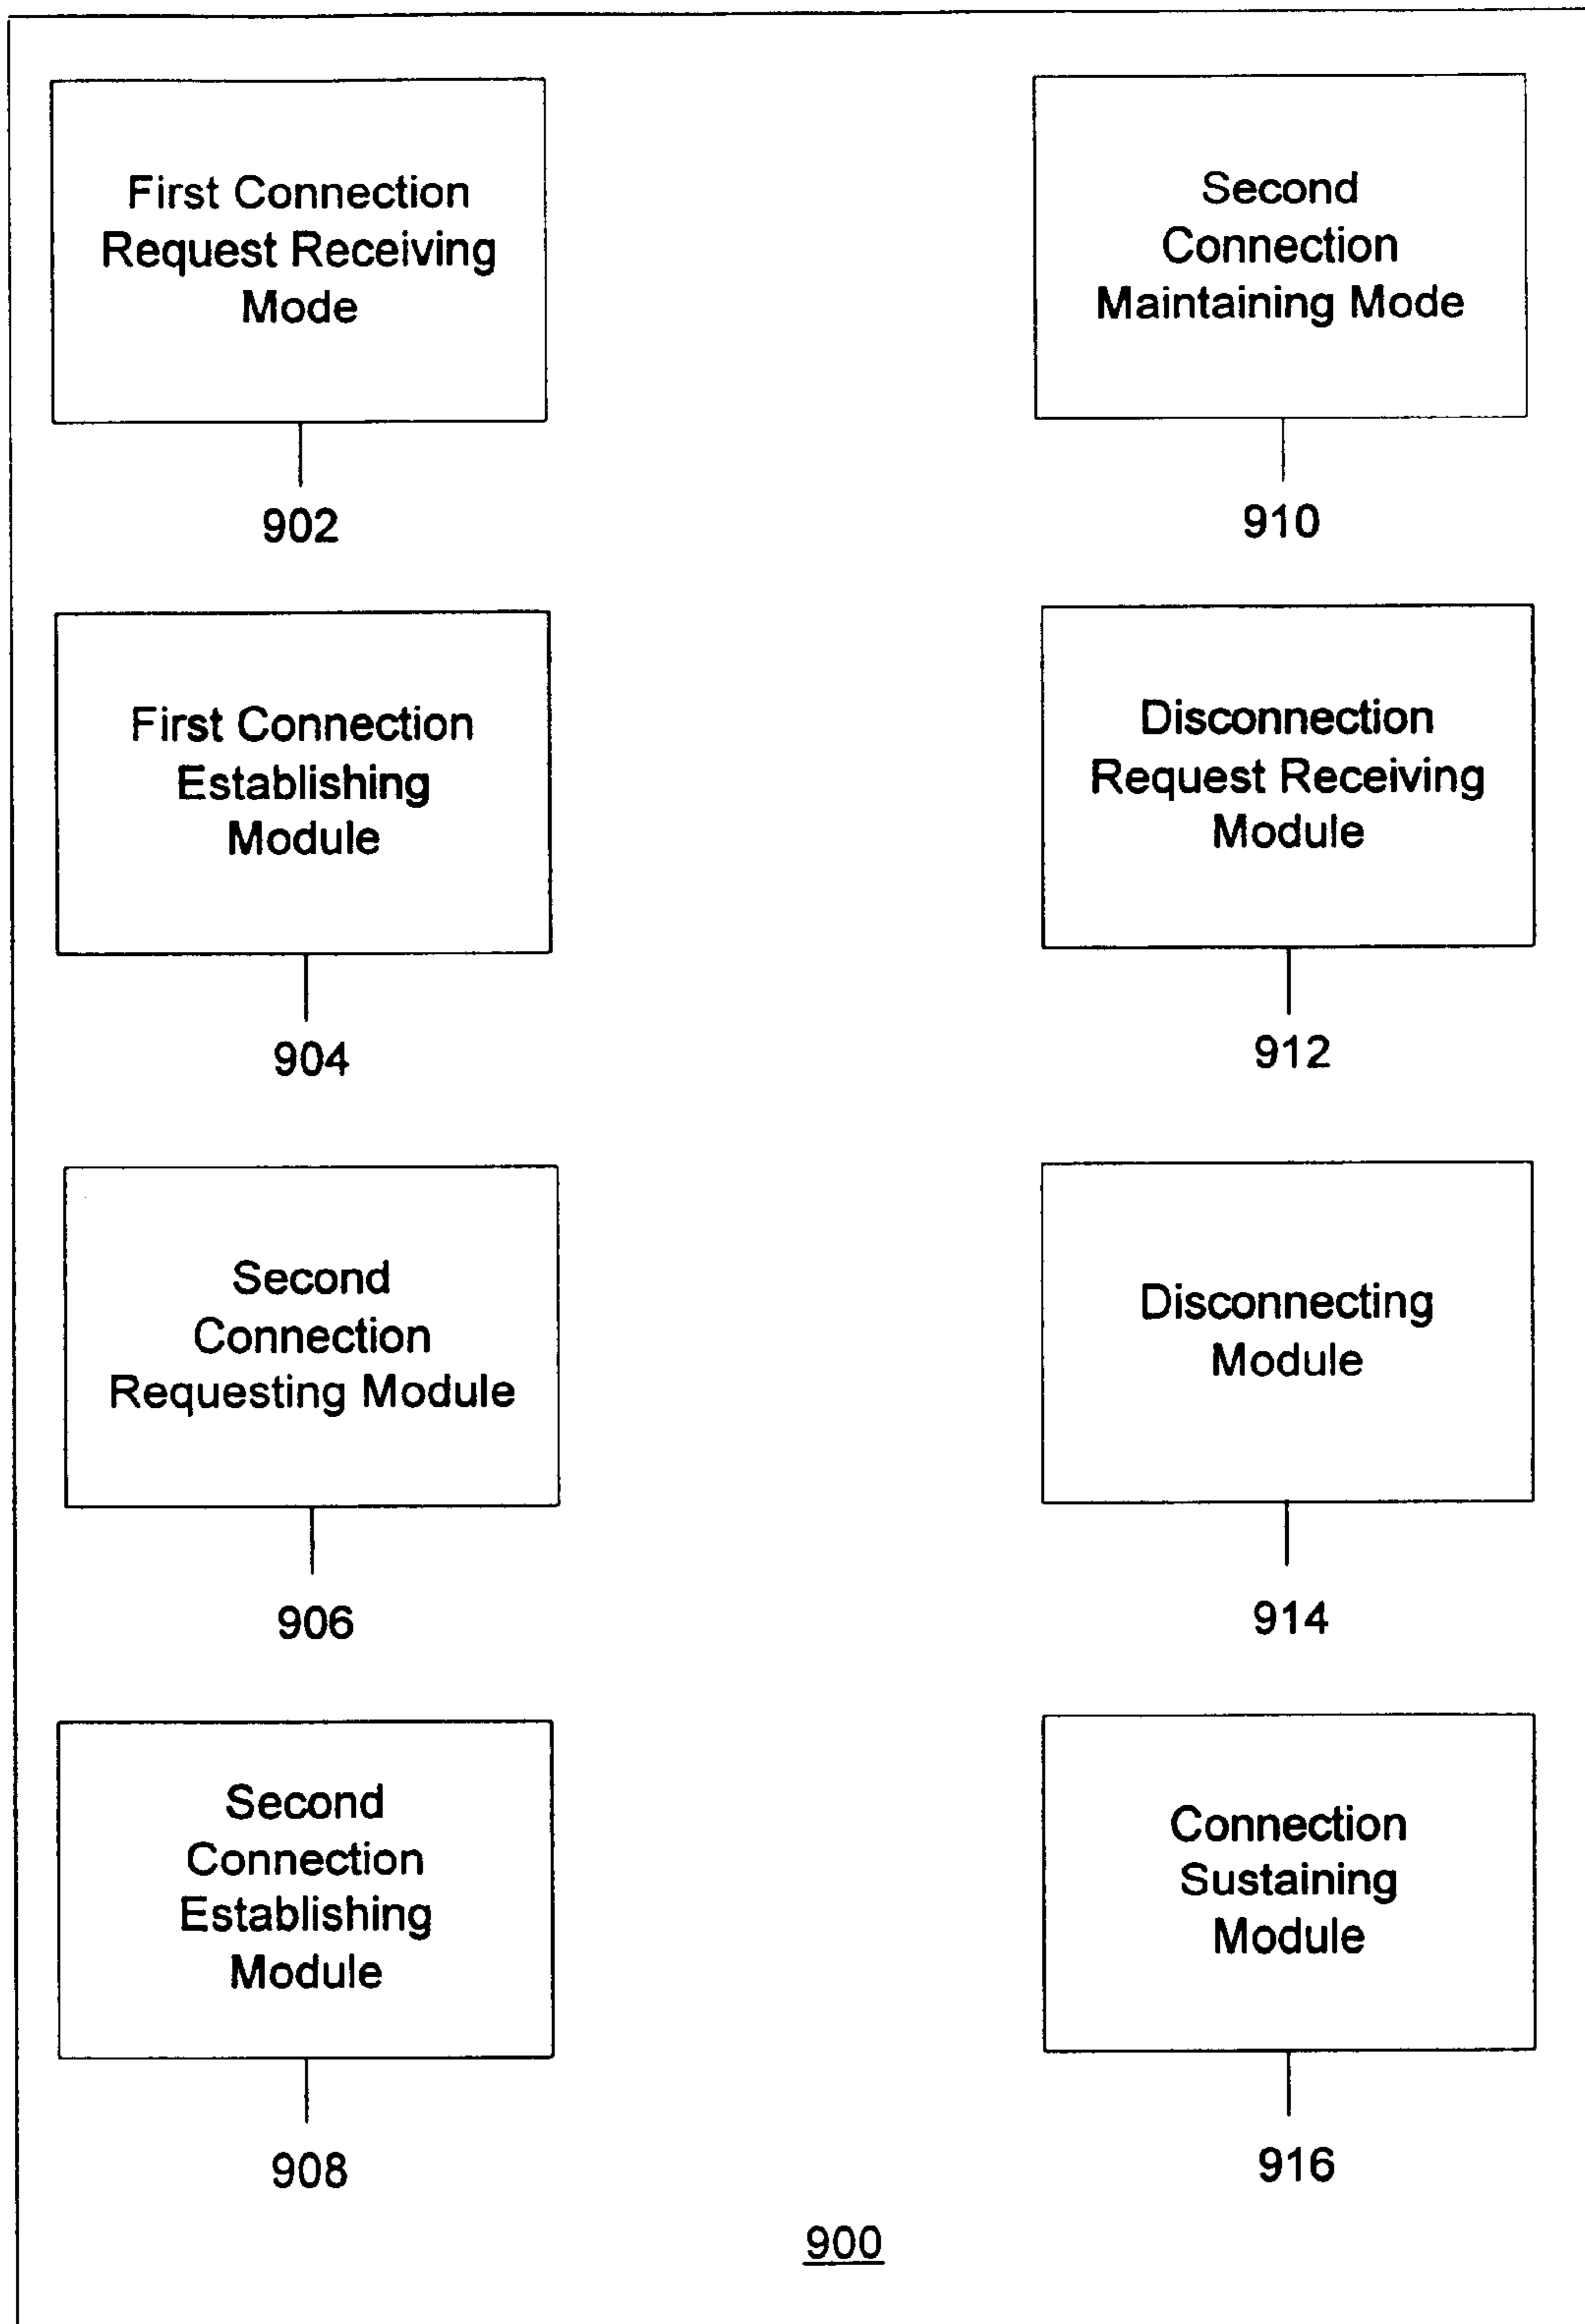 First Connection
Request Receiving
Mode
902
First Connection
Establishing
Module
904
Second
Connection
Requesting Module
906
Second
Connection
Establishing
Module
908
Second
Connection
Maintaining Mode
910
Disconnection
Request Receiving
Module
912
Disconnecting
Module
914
Connection
Sustaining
Module
916
900